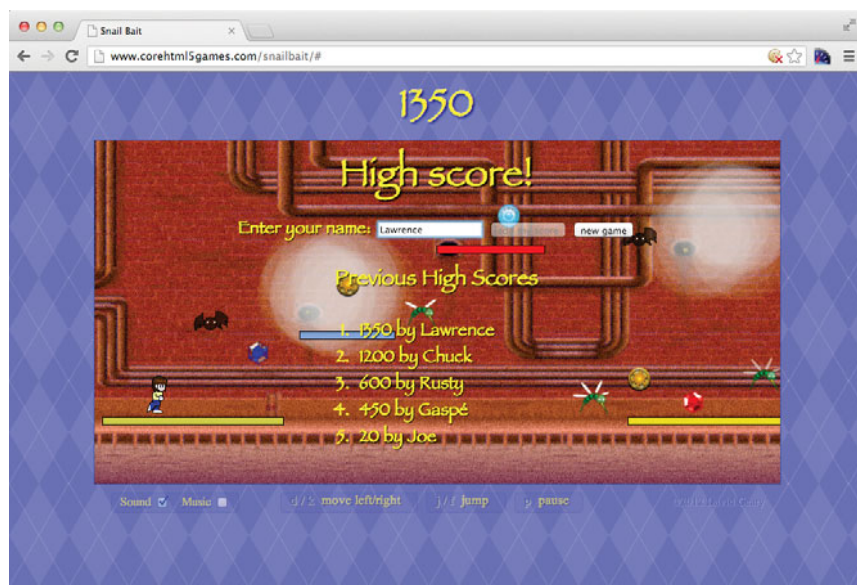 Snail Bait
www.corehtml5games.com/snailbait/#
1350
High score!
Enter your name: Lawrence new game
Previous High Scores
1. 1350 by Lawrence
2. 1200 by Chuck
3. 600 by Rusty
4. 450 by Gaspé
5. 20 by Joe
Sound Music move left/right jump p pause